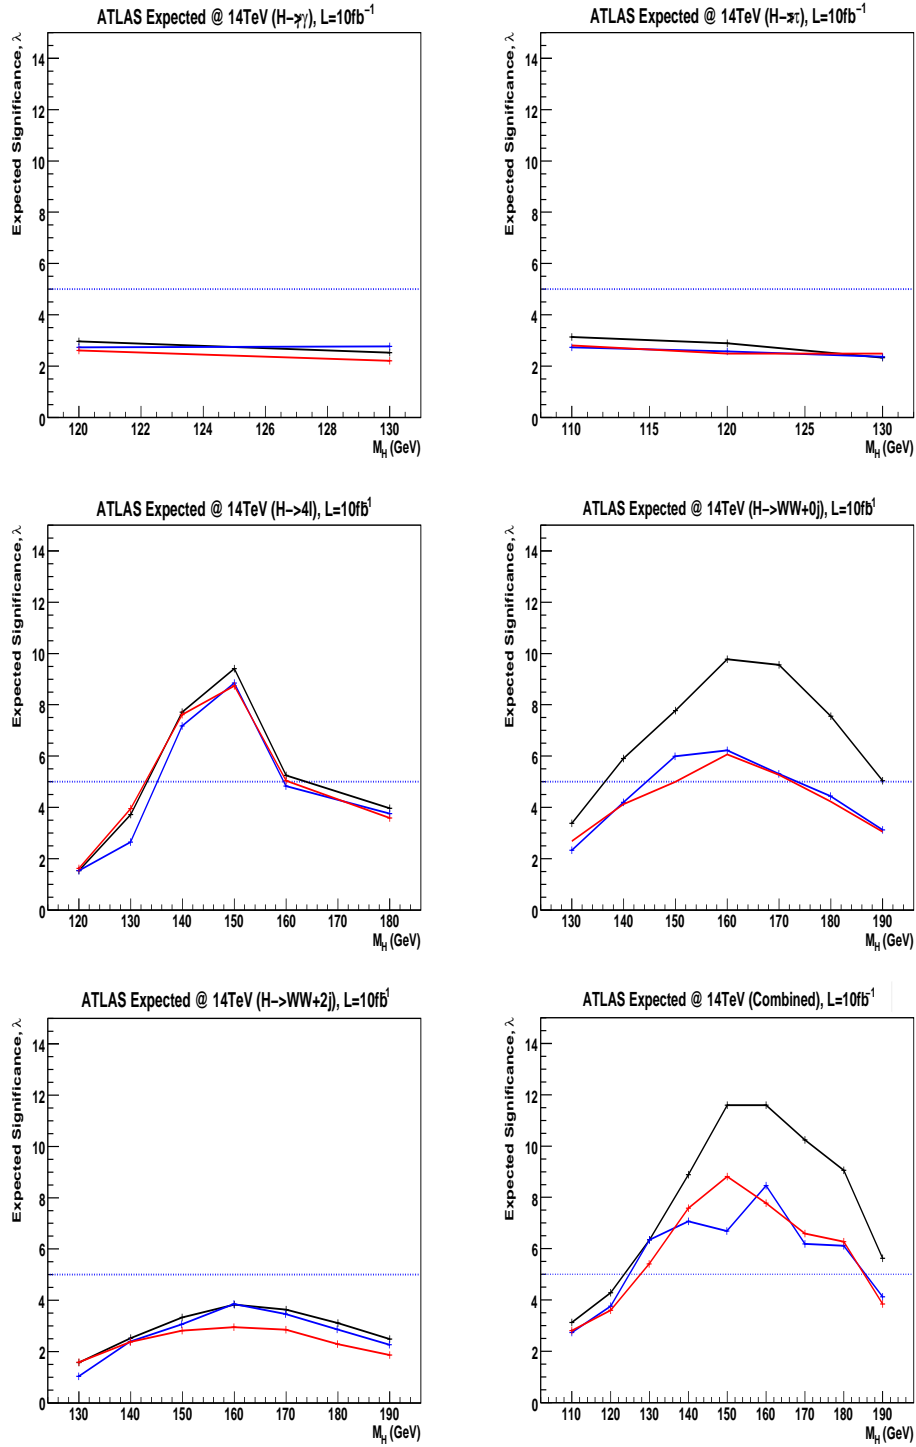 ATLAS Expected @ 14TeV (H->γγ), L=10fb⁻¹
Expected Significance, λ
14
12
10
8
6
4
2
0
120 122 124 126 128 130
M_H (GeV)
ATLAS Expected @ 14TeV (H->ττ), L=10fb⁻¹
Expected Significance, λ
14
12
10
8
6
4
2
0
110 115 120 125 130
M_H (GeV)
ATLAS Expected @ 14TeV (H->4l), L=10fb⁻¹
Expected Significance, λ
14
12
10
8
6
4
2
0
120 130 140 150 160 170 180
M_H (GeV)
ATLAS Expected @ 14TeV (H->WW+0j), L=10fb⁻¹
Expected Significance, λ
14
12
10
8
6
4
2
0
130 140 150 160 170 180 190
M_H (GeV)
ATLAS Expected @ 14TeV (H->WW+2j), L=10fb⁻¹
Expected Significance, λ
14
12
10
8
6
4
2
0
130 140 150 160 170 180 190
M_H (GeV)
ATLAS Expected @ 14TeV (Combined), L=10fb⁻¹
Expected Significance, λ
14
12
10
8
6
4
2
0
110 120 130 140 150 160 170 180 190
M_H (GeV)